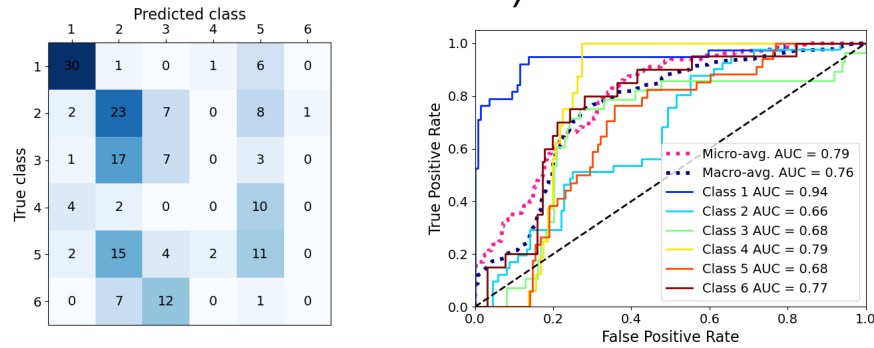 )
Predicted class
1 2 3 4 5 6
1 30 1 0 1 6 0
2 2 23 7 0 8 1
3 1 17 7 0 3 0
4 4 2 0 0 10 0
5 2 15 4 2 11 0
6 0 7 12 0 1 0
True class
1.0
0.8
0.6
0.4
0.2
0.0
True Positive Rate
Micro-avg. AUC = 0.79
Macro-avg. AUC = 0.76
Class 1 AUC = 0.94
Class 2 AUC = 0.66
Class 3 AUC = 0.68
Class 4 AUC = 0.79
Class 5 AUC = 0.68
Class 6 AUC = 0.77
0.0 0.2 0.4 0.6 0.8 1.0
False Positive Rate